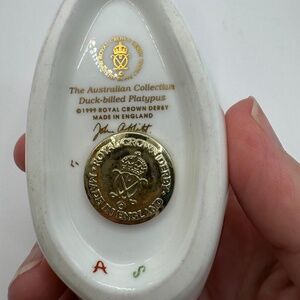 The Australian Collection
Duck-billed Platypus
©1999 ROYAL CROWN DERBY
MADE IN ENGLAND
ROYAL CROWN DERBY
MADE IN ENGLAND
A
S